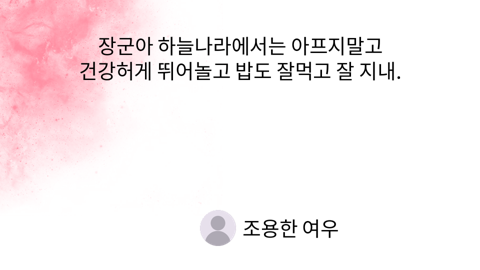 장군아 하늘나라에서는 아프지말고
건강허게 뛰어놀고 밥도 잘먹고 잘 지내.
조용한 여우